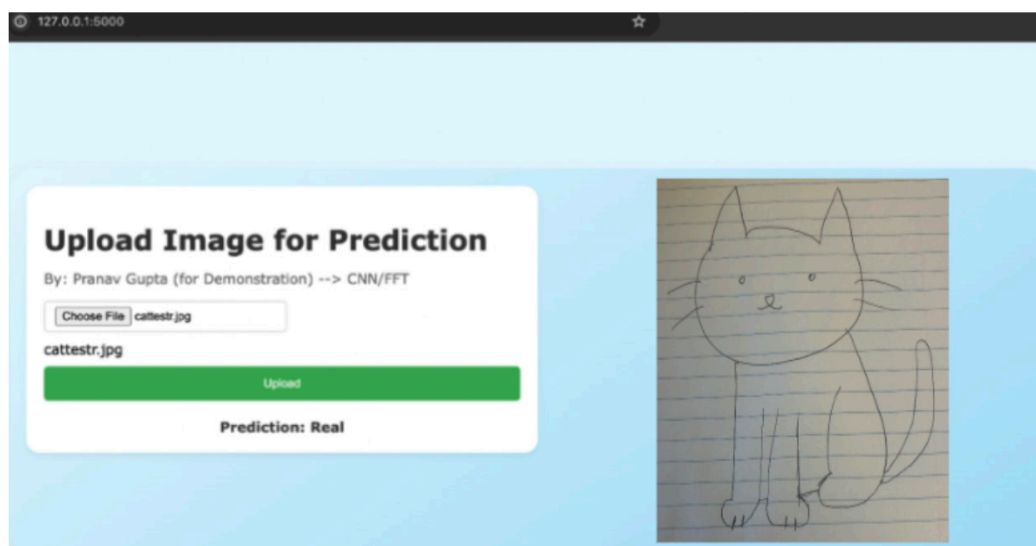 127.0.0.1:5000
Upload Image for Prediction
By: Pranav Gupta (for Demonstration) --> CNN/FFT
Choose File cattestr.jpg
cattestr.jpg
Upload
Prediction: Real